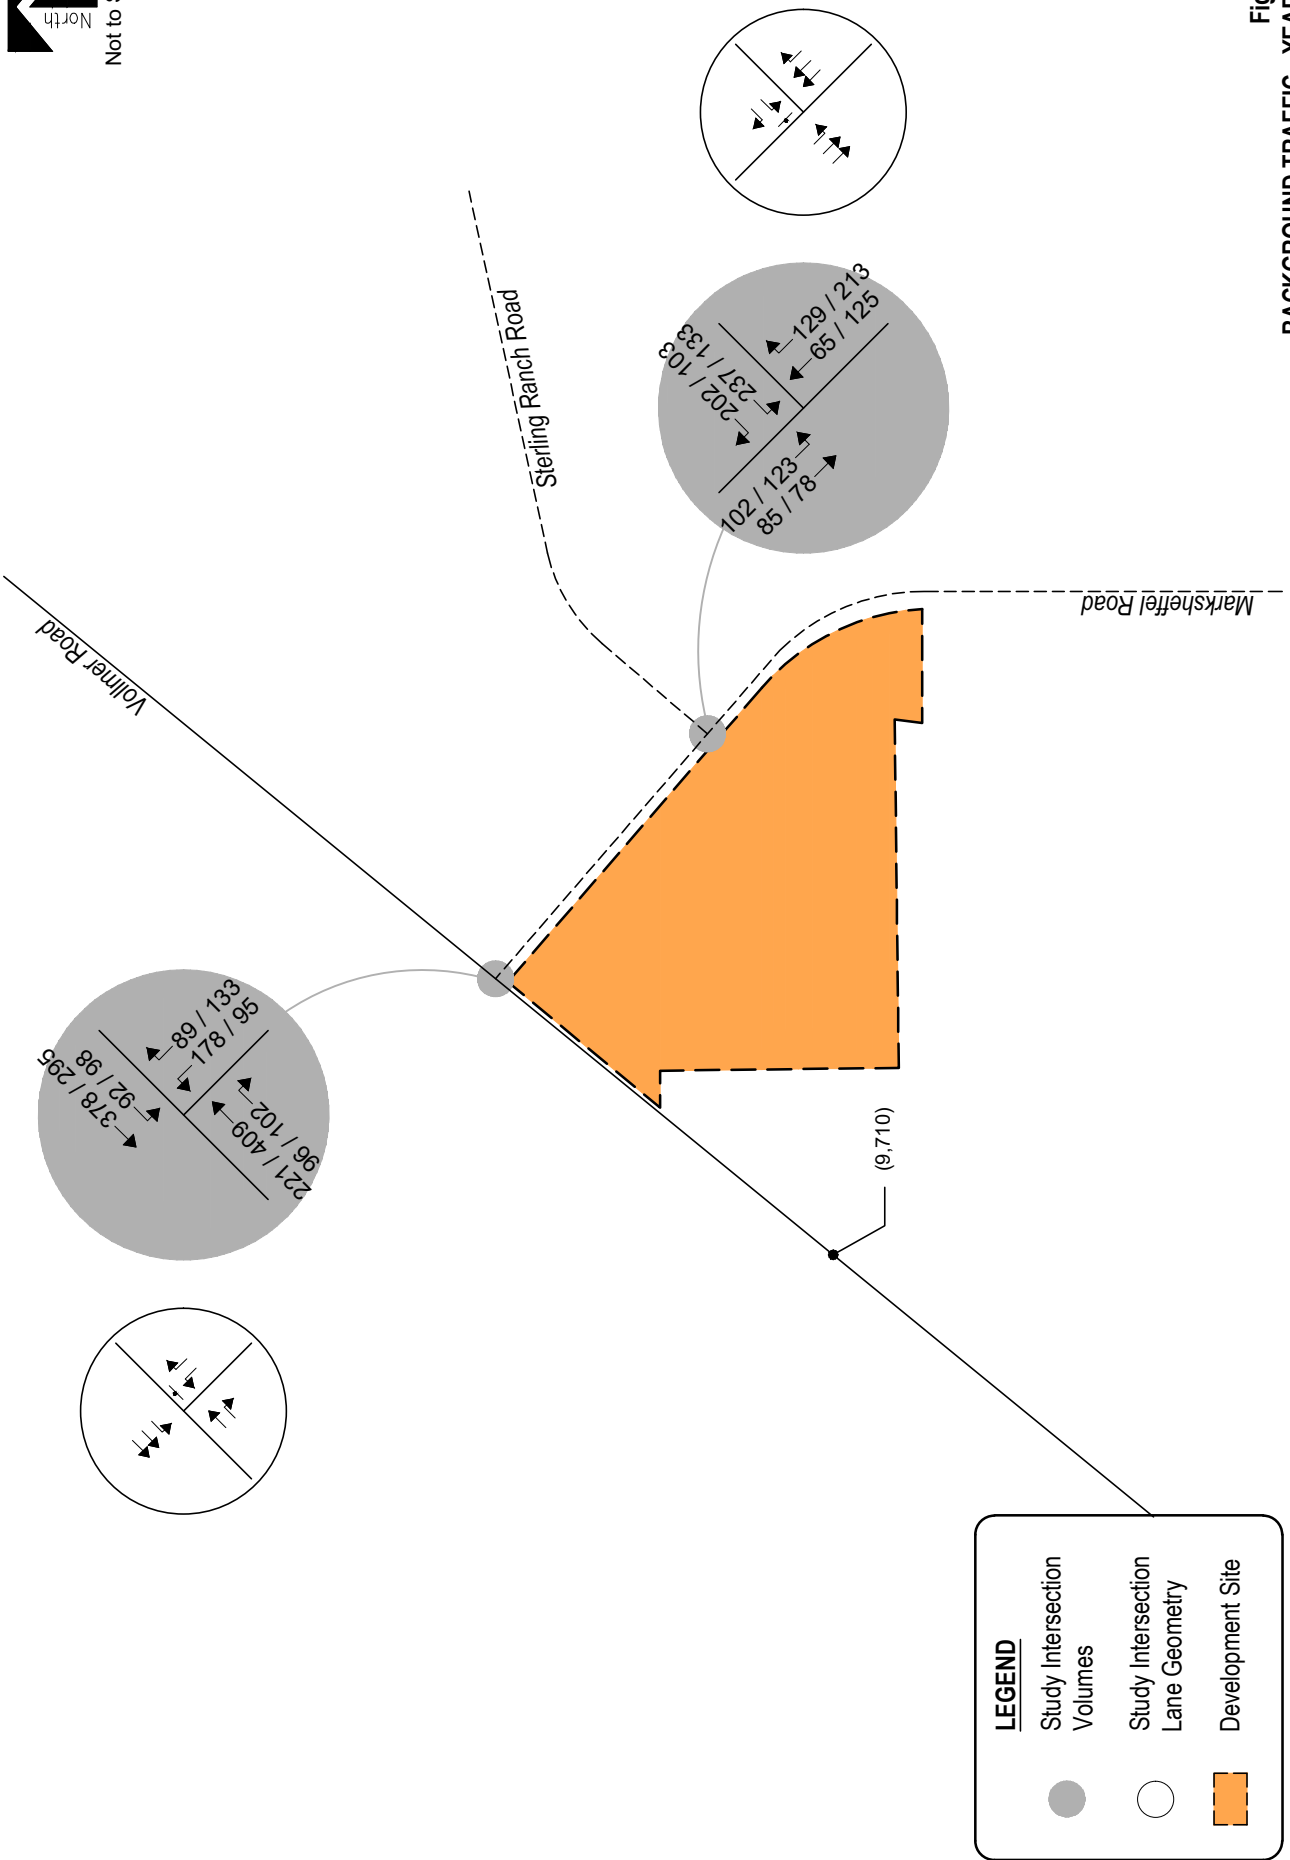 North
Not to S
Fig
BACKGROUND TRAFFIC - YEAR
Sterling Ranch Road
Vollmer Road
Marksheffel Road
202 / 103
237 / 133
129 / 213
65 / 125
102 / 123
85 / 78
378 / 295
92 / 98
89 / 133
178 / 95
221 / 409
96 / 102
(9,710)
LEGEND
Study Intersection
Volumes
Study Intersection
Lane Geometry
Development Site